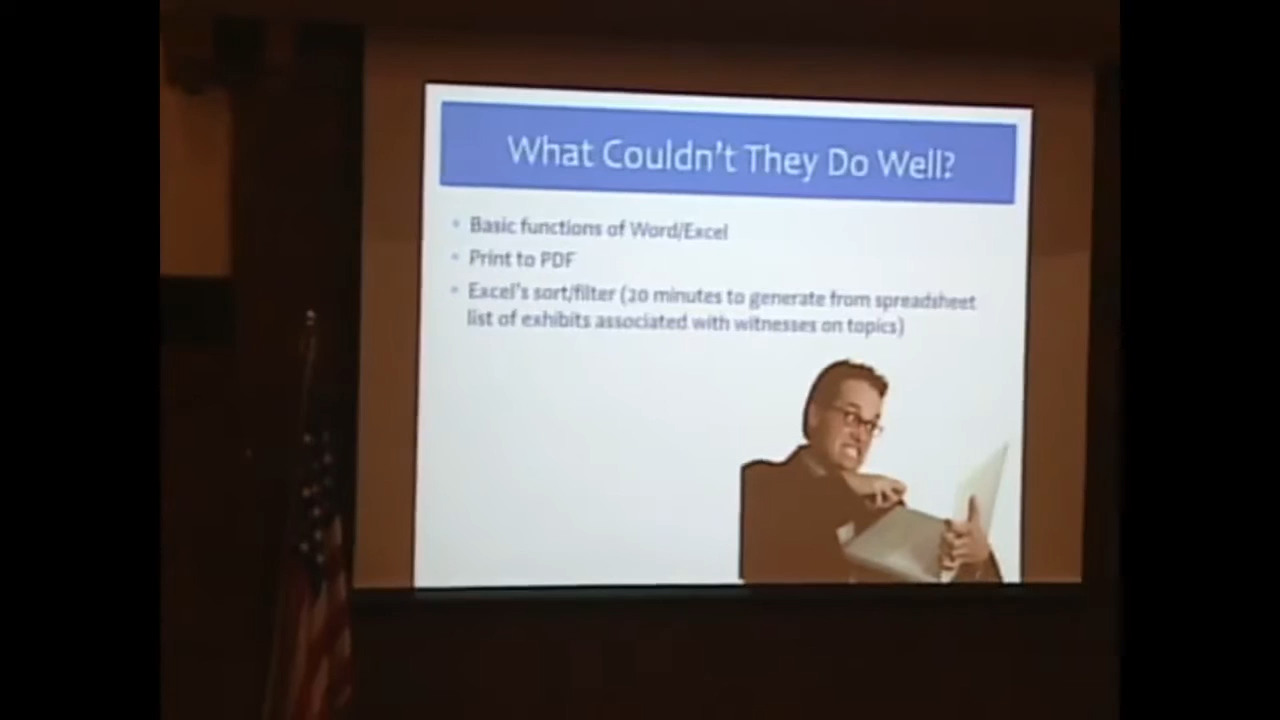 What Couldn't They Do Well?
• Basic functions of Word/Excel
• Print to PDF
• Excel's sort/filter (20 minutes to generate from spreadsheet
list of exhibits associated with witnesses on topics)